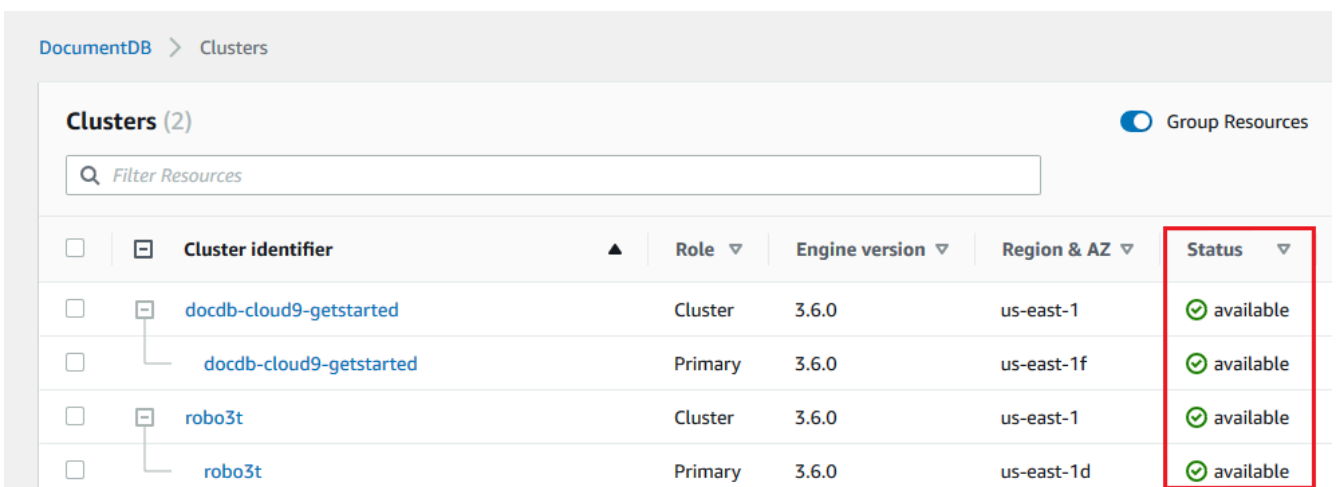 DocumentDB > Clusters
Clusters (2)
Group Resources
Filter Resources
Cluster identifier Role Engine version Region & AZ Status
docdb-cloud9-getstarted Cluster 3.6.0 us-east-1 available
docdb-cloud9-getstarted Primary 3.6.0 us-east-1f available
robo3t Cluster 3.6.0 us-east-1 available
robo3t Primary 3.6.0 us-east-1d available